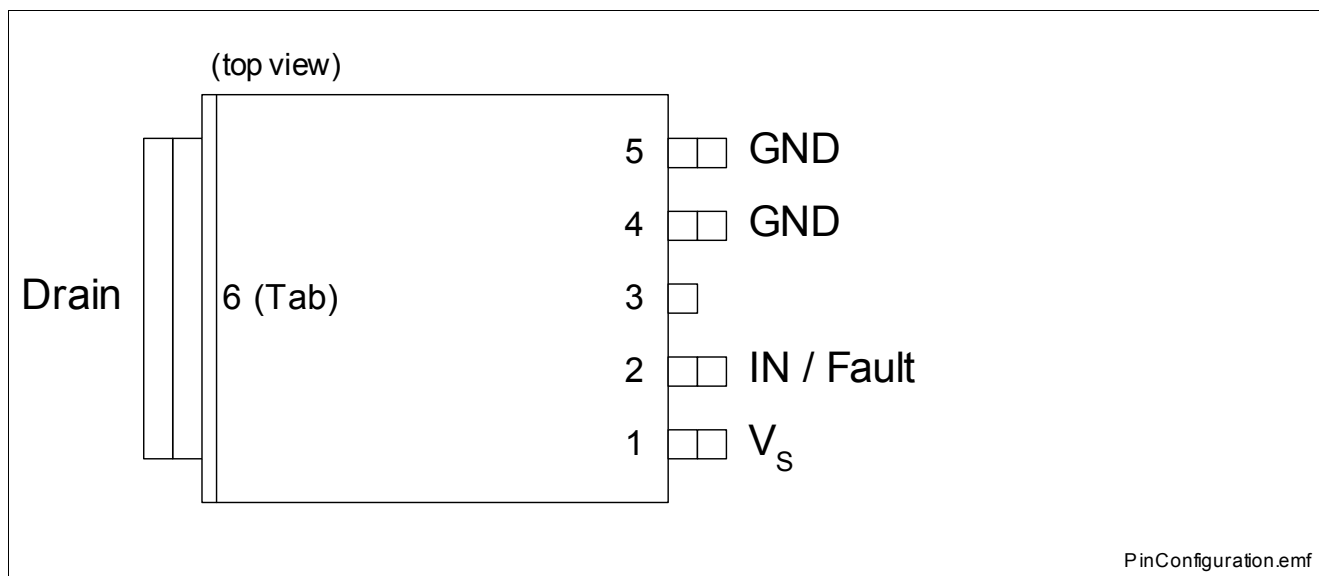 (top view)
5 GND
4 GND
Drain 6 (Tab) 3
2 IN / Fault
1 VS
PinConfiguration.emf